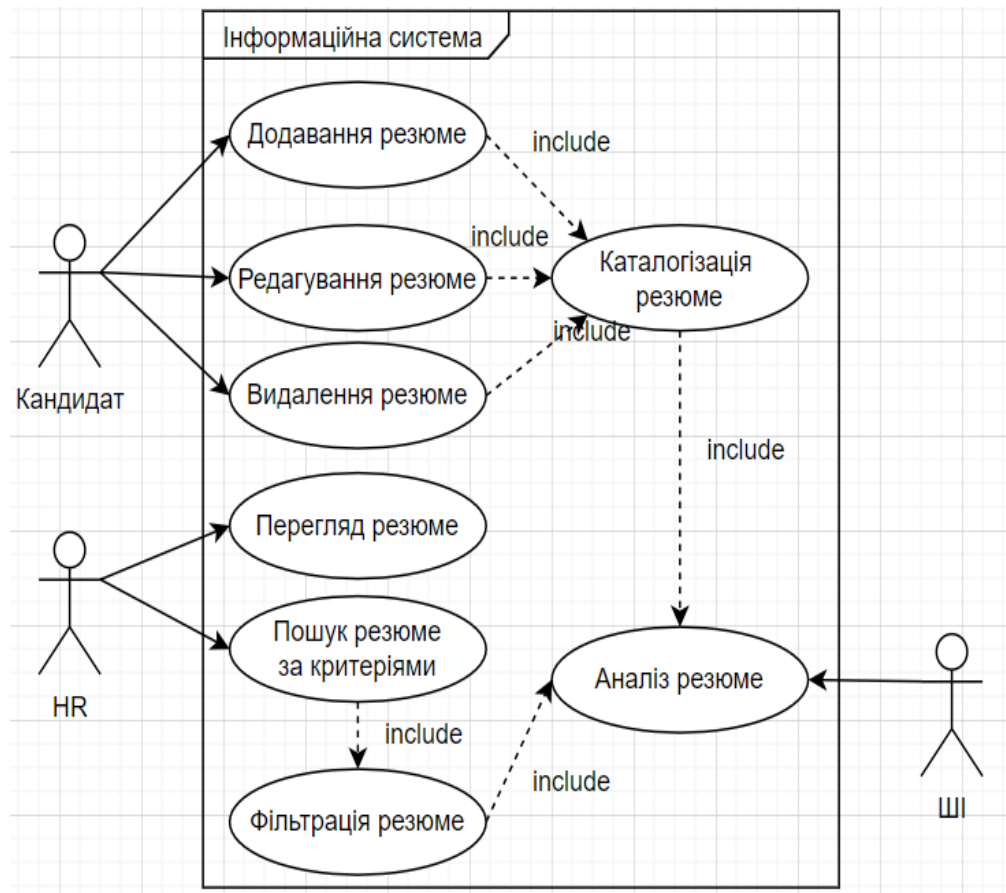 Інформаційна система
Додавання резюме
include
include
Каталогізація
резюме
Редагування резюме
include
Видалення резюме
Кандидат
include
Перегляд резюме
Пошук резюме
за критеріями
Аналіз резюме
HR
include
include
Фільтрація резюме
ШІ